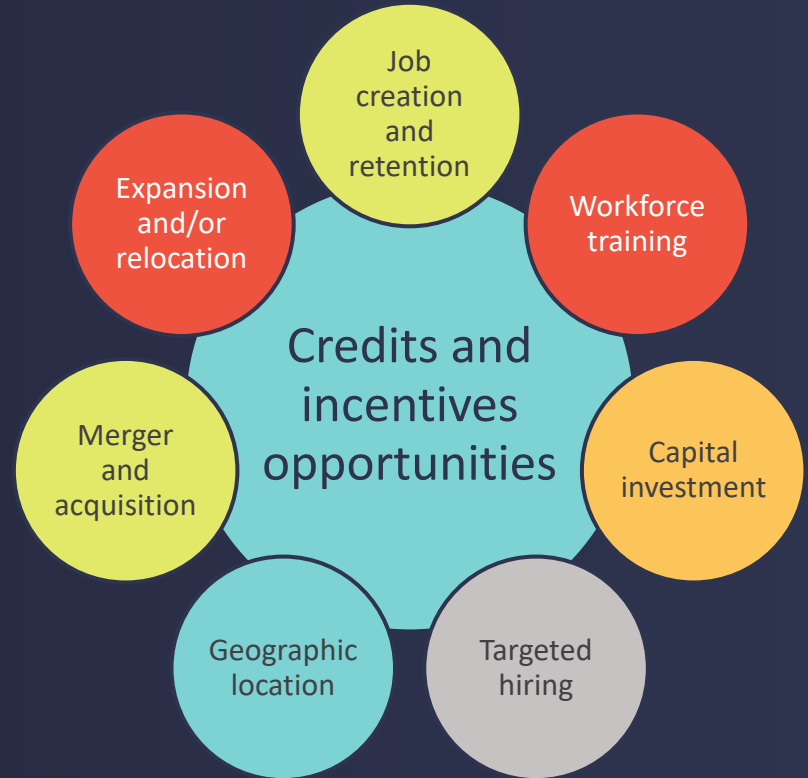 Job
creation
and
retention
Workforce
training
Capital
investment
Targeted
hiring
Geographic
location
Merger
and
acquisition
Expansion
and/or
relocation
Credits and
incentives
opportunities